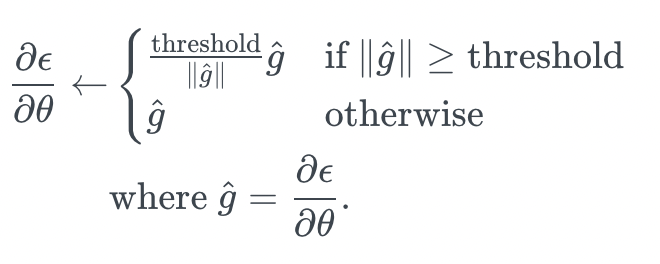 ∂ϵ/∂θ ← { threshold/‖ĝ‖ ĝ if ‖ĝ‖ ≥ threshold
ĝ otherwise
where ĝ = ∂ϵ/∂θ.